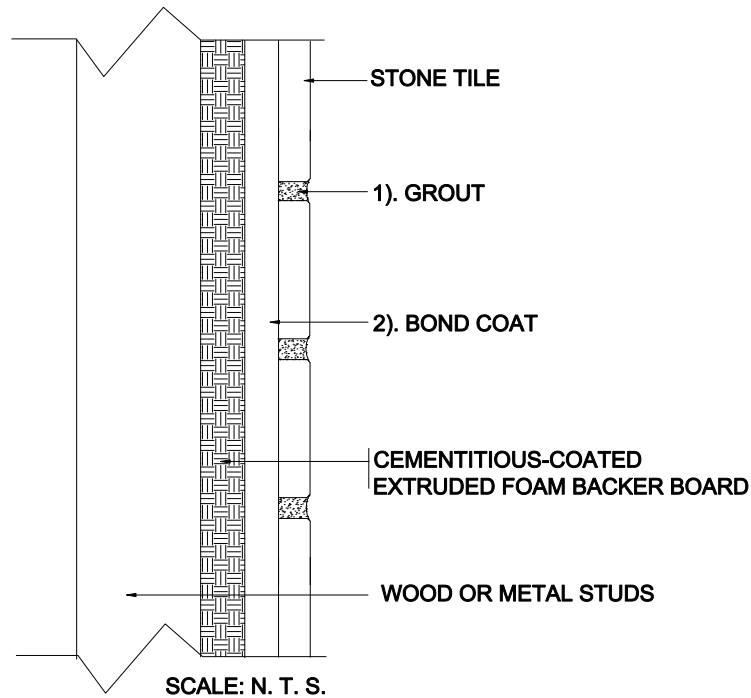 STONE TILE
1). GROUT
2). BOND COAT
CEMENTITIOUS-COATED
EXTRUDED FOAM BACKER BOARD
WOOD OR METAL STUDS
SCALE: N. T. S.